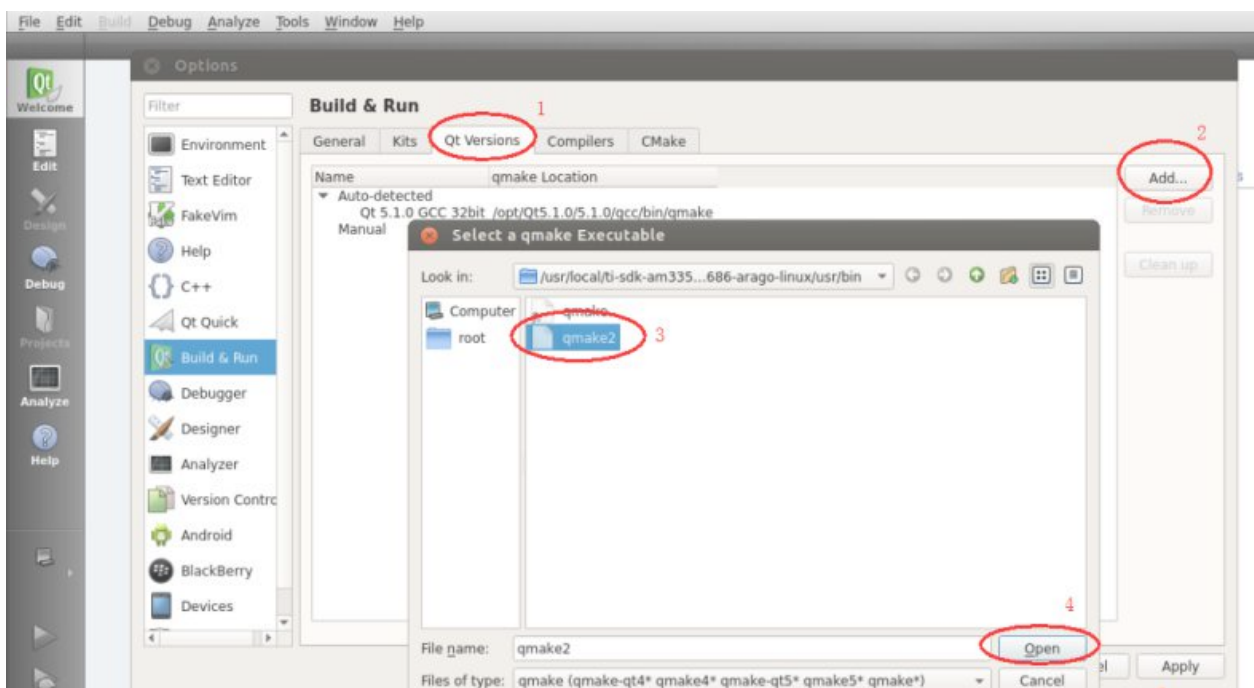 File Edit Build Debug Analyze Tools Window Help
Options
Welcome
Edit
Design
Debug
Projects
Analyze
Help
Filter
Environment
Text Editor
FakeVim
Help
C++
Qt Quick
Build & Run
Debugger
Designer
Analyzer
Version Contro
Android
BlackBerry
Devices
Build & Run
1
General Kits Qt Versions Compilers CMake
2
Name qmake Location
Auto-detected
Qt 5.1.0 GCC 32bit /opt/Qt5.1.0/5.1.0/gcc/bin/qmake
Manual
Add...
Remove
Clean up
Select a qmake Executable
Look in: /usr/local/ti-sdk-am335...686-arago-linux/usr/bin
Computer
root
qmake
qmake2
3
4
File name: qmake2 Open
Files of type: qmake (qmake-qt4* qmake4* qmake-qt5* qmake5* qmake*) Cancel
Apply